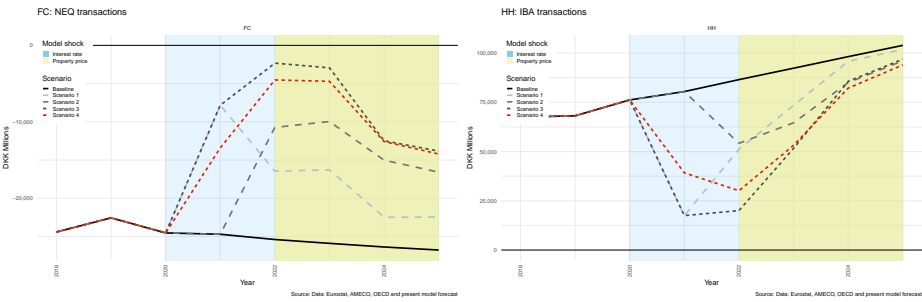 FC: NEQ transactions
FC
Model shock
Interest rate
Property price
Scenario
Baseline
Scenario 1
Scenario 2
Scenario 3
Scenario 4
DKK Millions
0
−10,000
−20,000
2018
2020
2022
2024
Year
Source: Data: Eurostat, AMECO, OECD and present model forecast
HH: IBA transactions
HH
Model shock
Interest rate
Property price
Scenario
Baseline
Scenario 1
Scenario 2
Scenario 3
Scenario 4
DKK Millions
100,000
75,000
50,000
25,000
0
2018
2020
2022
2024
Year
Source: Data: Eurostat, AMECO, OECD and present model forecast